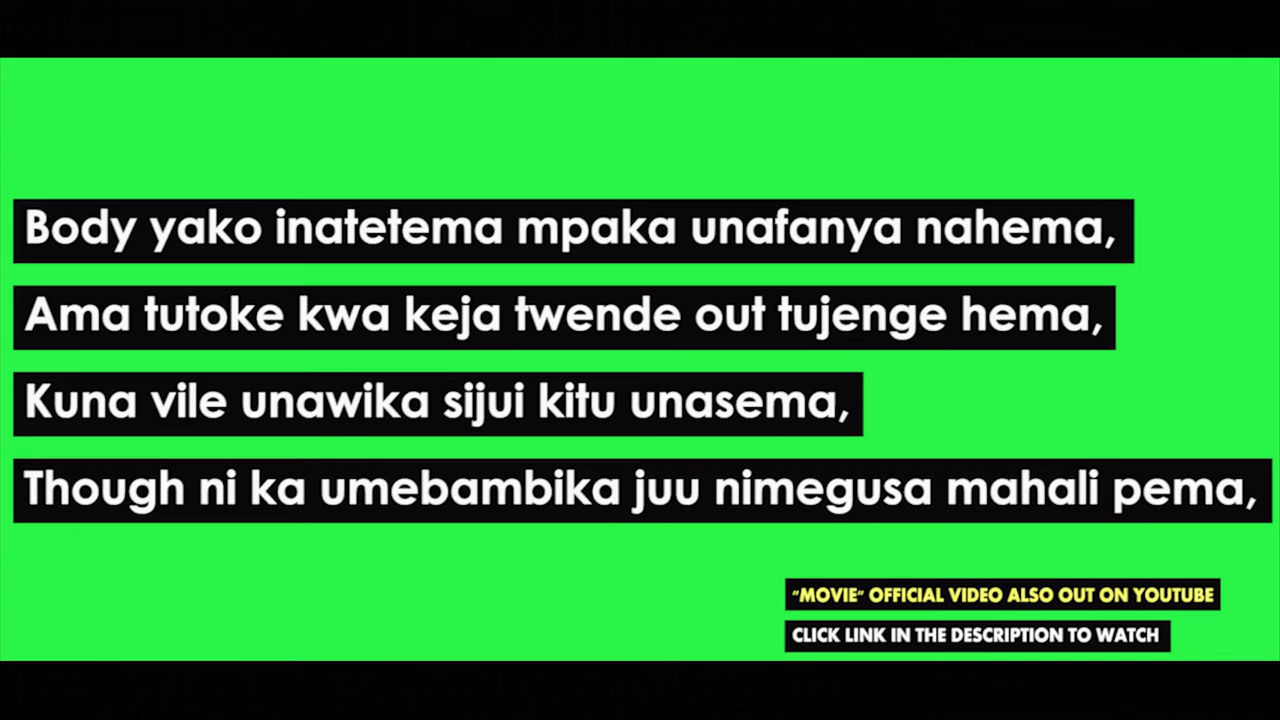 Body yako inatetema mpaka unafanya nahema,
Ama tutoke kwa keja twende out tujenge hema,
Kuna vile unawika sijui kitu unasema,
Though ni ka umebambika juu nimegusa mahali pema,
"MOVIE" OFFICIAL VIDEO ALSO OUT ON YOUTUBE
CLICK LINK IN THE DESCRIPTION TO WATCH